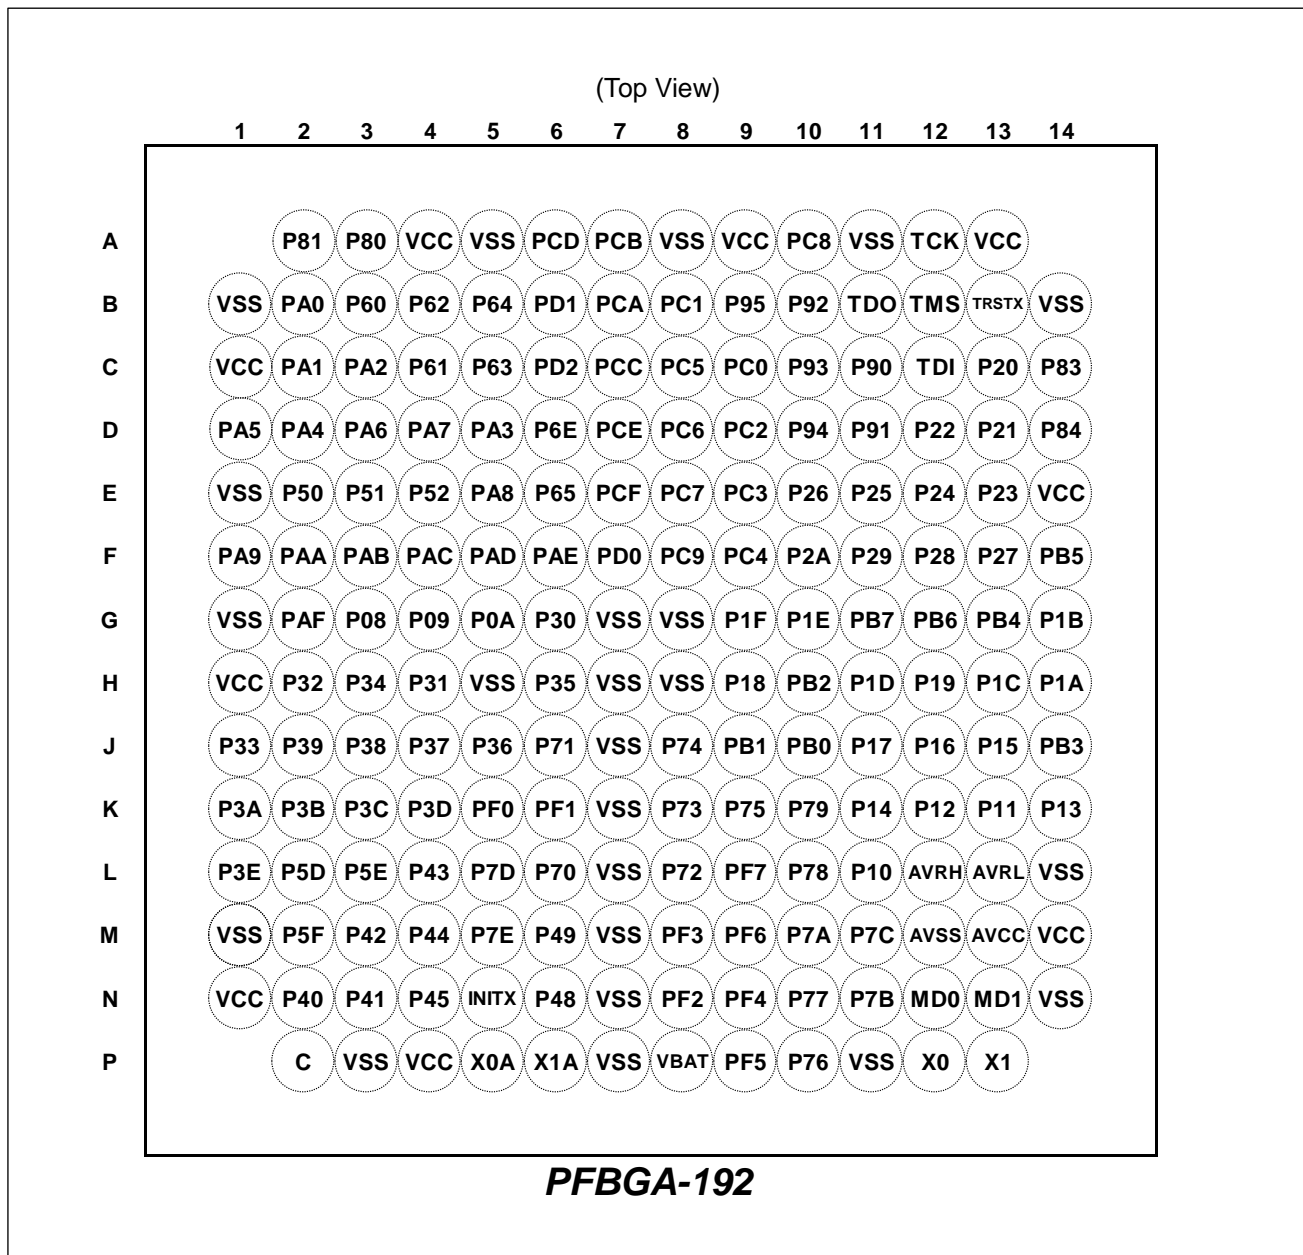 (Top View)
1 2 3 4 5 6 7 8 9 10 11 12 13 14
A P81 P80 VCC VSS PCD PCB VSS VCC PC8 VSS TCK VCC
B VSS PA0 P60 P62 P64 PD1 PCA PC1 P95 P92 TDO TMS TRSTX VSS
C VCC PA1 PA2 P61 P63 PD2 PCC PC5 PC0 P93 P90 TDI P20 P83
D PA5 PA4 PA6 PA7 PA3 P6E PCE PC6 PC2 P94 P91 P22 P21 P84
E VSS P50 P51 P52 PA8 P65 PCF PC7 PC3 P26 P25 P24 P23 VCC
F PA9 PAA PAB PAC PAD PAE PD0 PC9 PC4 P2A P29 P28 P27 PB5
G VSS PAF P08 P09 P0A P30 VSS VSS P1F P1E PB7 PB6 PB4 P1B
H VCC P32 P34 P31 VSS P35 VSS VSS P18 PB2 P1D P19 P1C P1A
J P33 P39 P38 P37 P36 P71 VSS P74 PB1 PB0 P17 P16 P15 PB3
K P3A P3B P3C P3D PF0 PF1 VSS P73 P75 P79 P14 P12 P11 P13
L P3E P5D P5E P43 P7D P70 VSS P72 PF7 P78 P10 AVRH AVRL VSS
M VSS P5F P42 P44 P7E P49 VSS PF3 PF6 P7A P7C AVSS AVCC VCC
N VCC P40 P41 P45 INITX P48 VSS PF2 PF4 P77 P7B MD0 MD1 VSS
P C VSS VCC X0A X1A VSS VBAT PF5 P76 VSS X0 X1
PFBGA-192